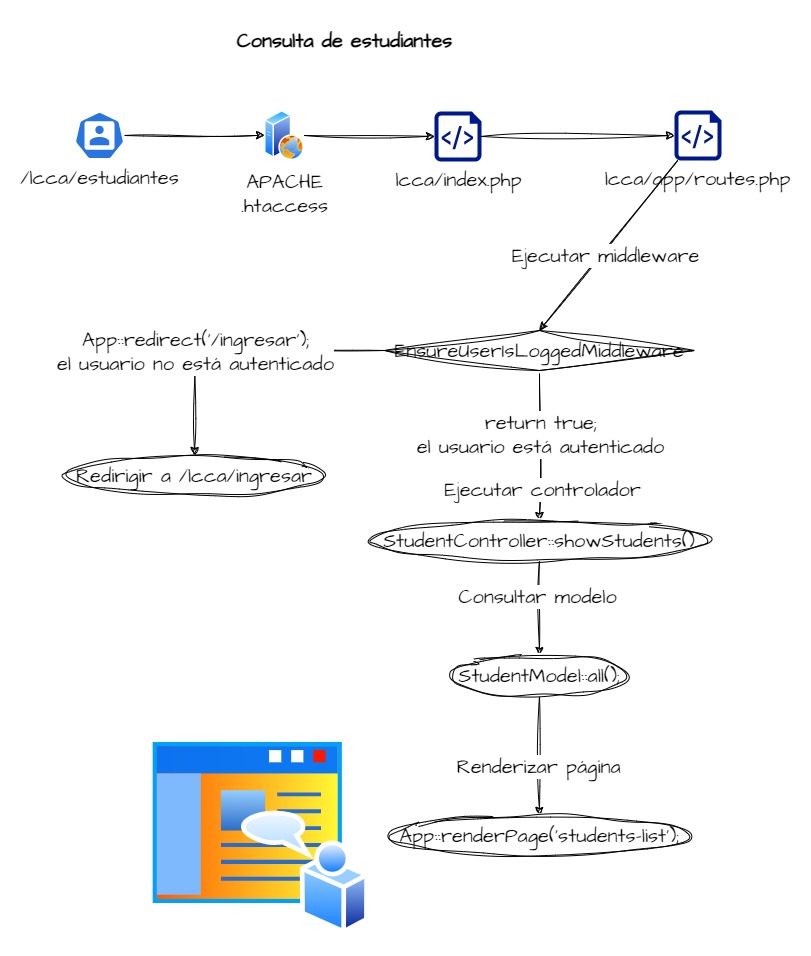 Consulta de estudiantes
/lcca/estudiantes
APACHE
.htaccess
lcca/index.php
lcca/app/routes.php
Ejecutar middleware
EnsureUserIsLoggedMiddleware
App::redirect('/ingresar');
el usuario no está autenticado
Redirigir a /lcca/ingresar
return true;
el usuario está autenticado
Ejecutar controlador
StudentController::showStudents()
Consultar modelo
StudentModel::all();
Renderizar página
App::renderPage('students-list');